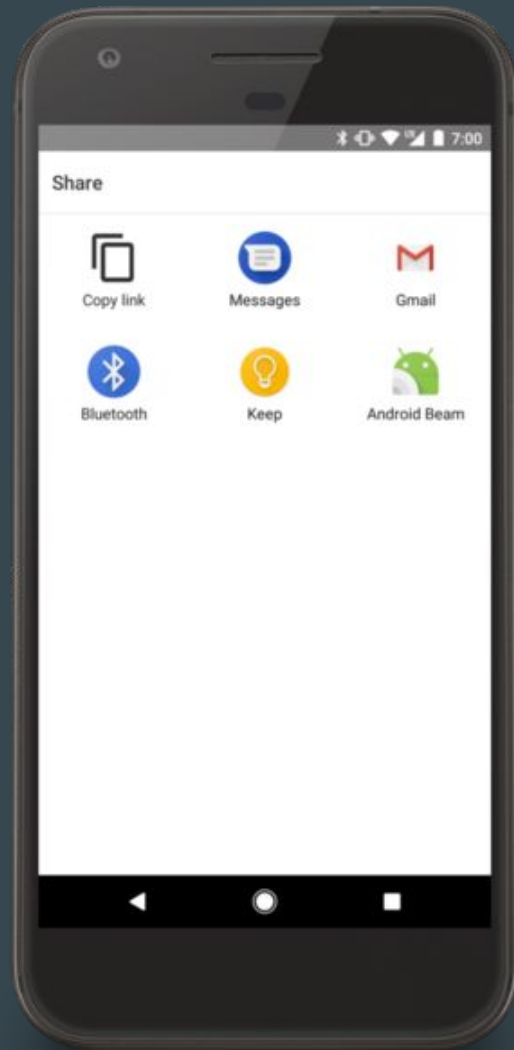 7:00
Share
Copy link
Messages
Gmail
Bluetooth
Keep
Android Beam